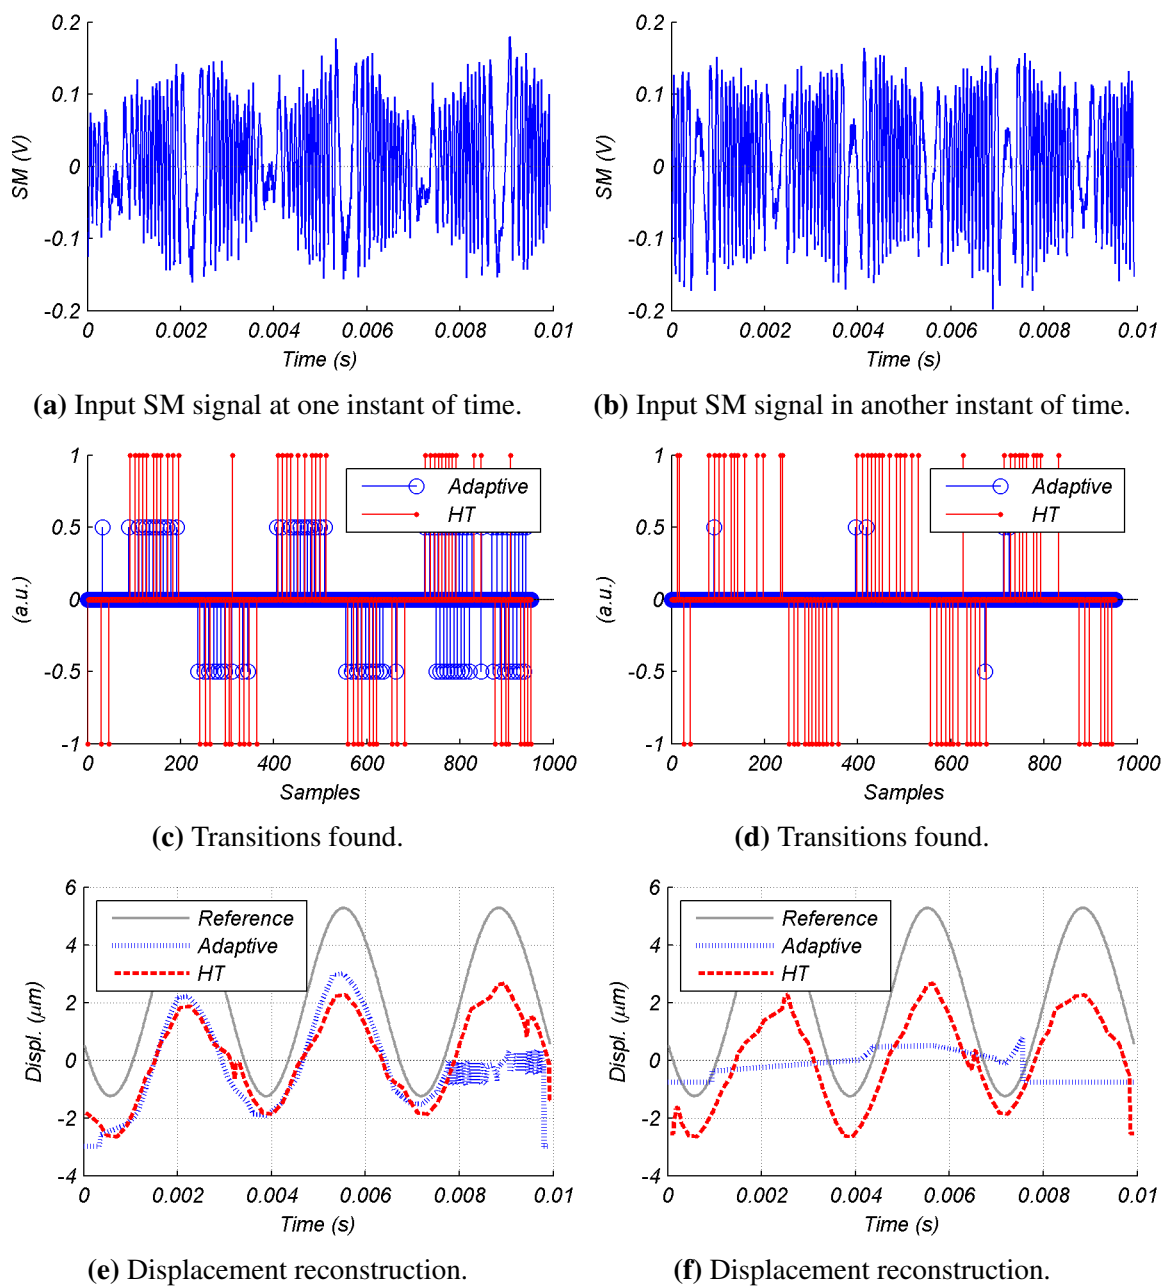 0.2
0.1
0
-0.1
-0.2
SM (V)
0 0.002 0.004 0.006 0.008 0.01
Time (s)
0.2
0.1
0
-0.1
-0.2
SM (V)
0 0.002 0.004 0.006 0.008 0.01
Time (s)
(a) Input SM signal at one instant of time.
(b) Input SM signal in another instant of time.
1
0.5
0
-0.5
-1
(a.u.)
Adaptive
HT
0 200 400 600 800 1000
Samples
1
0.5
0
-0.5
-1
(a.u.)
Adaptive
HT
0 200 400 600 800 1000
Samples
(c) Transitions found.
(d) Transitions found.
6
4
2
0
-2
-4
Displ. (μm)
Reference
Adaptive
HT
0 0.002 0.004 0.006 0.008 0.01
Time (s)
6
4
2
0
-2
-4
Displ. (μm)
Reference
Adaptive
HT
0 0.002 0.004 0.006 0.008 0.01
Time (s)
(e) Displacement reconstruction.
(f) Displacement reconstruction.